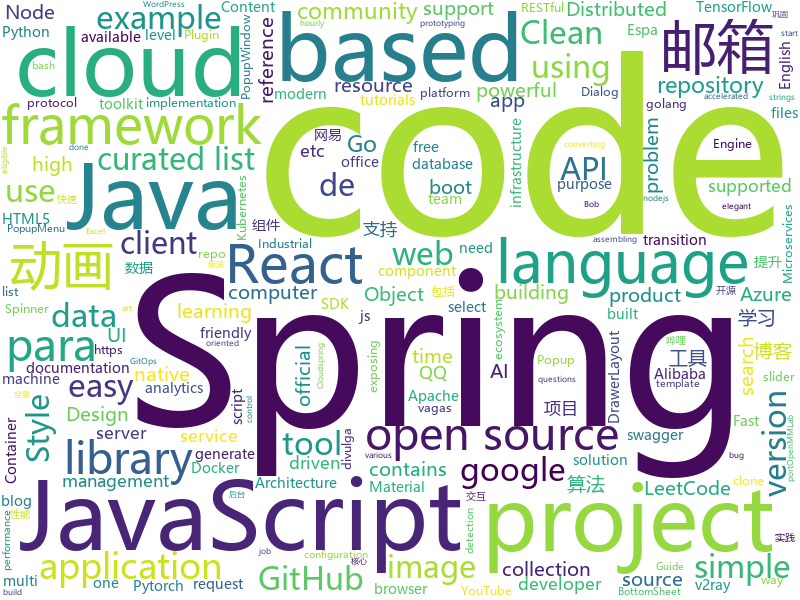 WordPress
Node
example
community
support
RESTful
Content
Distributed
TensorFlow
Python
available
level
Plugin
hourly
Clean
Espa
邮箱
cloud
based
PopupWindow
reference
resource
using
golang
English
start
bash
protocol
implementation
modern
platform
prototyping
Dialog
repository
accelerated
strings
toolkit
tutorials
powerful
app
files
framework
code
网易
Go
infrastructure
problem
converting
Engine
done
etc
office
free
database
eligible
curated list
high
Java
de
boot
team
API
purpose
supported
nodejs
elegant
use
快速
Kubernetes
Bob
HTML5
PopupMenu
Excel
client
组件
支持
assembling
transition
Microservices
动画
repo
数据
Industrial
React
web
need
language
提升
list
新闻
computer
SDK
Object
component
包括
building
product
开源
Azure
Spinner
learning
js
select
ecosystem
built
data
UI
friendly
art
oriented
official
Cloudspring
exposing
time
Popup
DrawerLayout
学习
para
https
GitOps
native
QQ
AI
工具
search
博客
哔哩
slider
machine
documentation
easy
analytics
script
Apache
项目
Alibaba
template
questions
Style
Design
server
driven
vagas
control
divulga
Spring
open source
Fast
swagger
version
Container
library
service
generate
tool
contains
solution
various
management
Docker
google
算法
bug
clone
Architecture
Material
LeetCode
blog
全面
后台
JavaScript
交互
project
porOpenMMLab
性能
performance
application
job
configuration
detection
Guide
实践
巩固
multi
one
核心
image
collection
simple
build
Pytorch
request
GitHub
browser
YouTube
developer
BottomSheet
source
v2ray
way